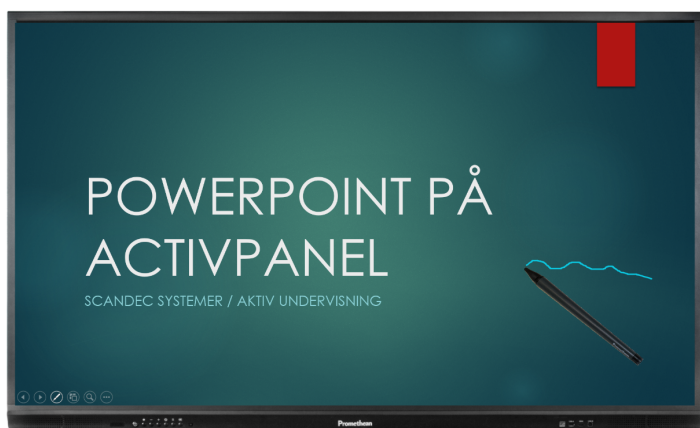 POWERPOINT PÅ
ACTIVPANEL
SCANDEC SYSTEMER / AKTIV UNDERVISNING
Promethean